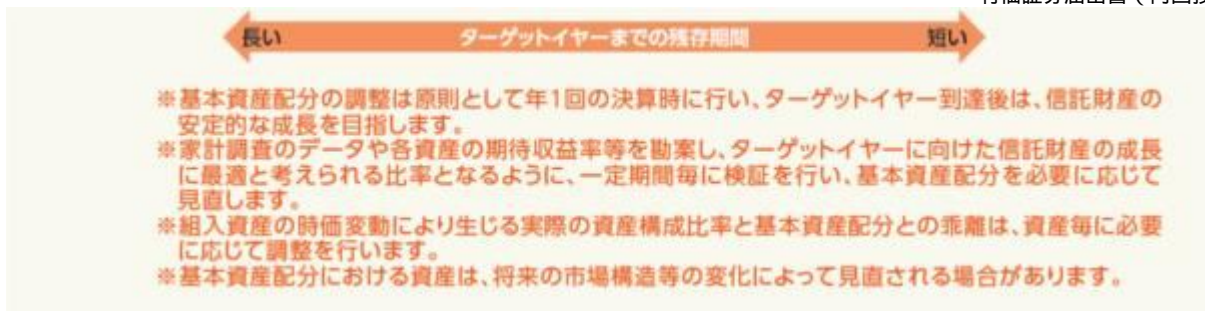 長い ターゲットイヤーまでの残存期間 短い
※基本資産配分の調整は原則として年1回の決算時に行い、ターゲットイヤー到達後は、信託財産の
安定的な成長を目指します。
※家計調査のデータや各資産の期待収益率等を勘案し、ターゲットイヤーに向けた信託財産の成長
に最適と考えられる比率となるように、一定期間毎に検証を行い、基本資産配分を必要に応じて
見直します。
※組入資産の時価変動により生じる実際の資産構成比率と基本資産配分との乖離は、資産毎に必要
に応じて調整を行います。
※基本資産配分における資産は、将来の市場構造等の変化によって見直される場合があります。